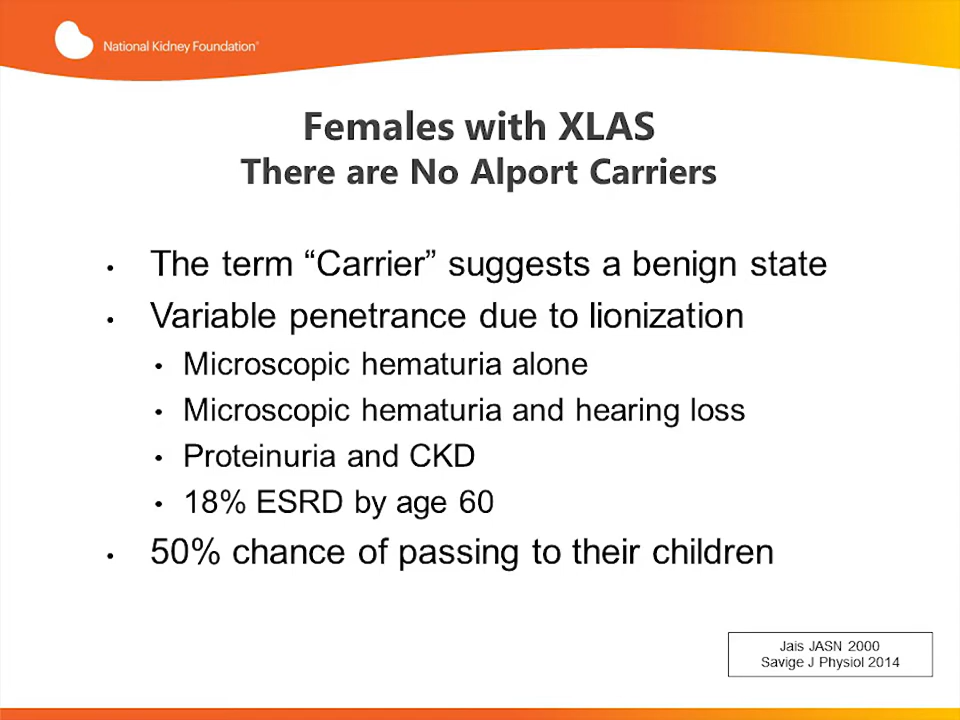 National Kidney Foundation®
Females with XLAS
There are No Alport Carriers
• The term “Carrier” suggests a benign state
• Variable penetrance due to lionization
• Microscopic hematuria alone
• Microscopic hematuria and hearing loss
• Proteinuria and CKD
• 18% ESRD by age 60
• 50% chance of passing to their children
Jais JASN 2000
Savige J Physiol 2014